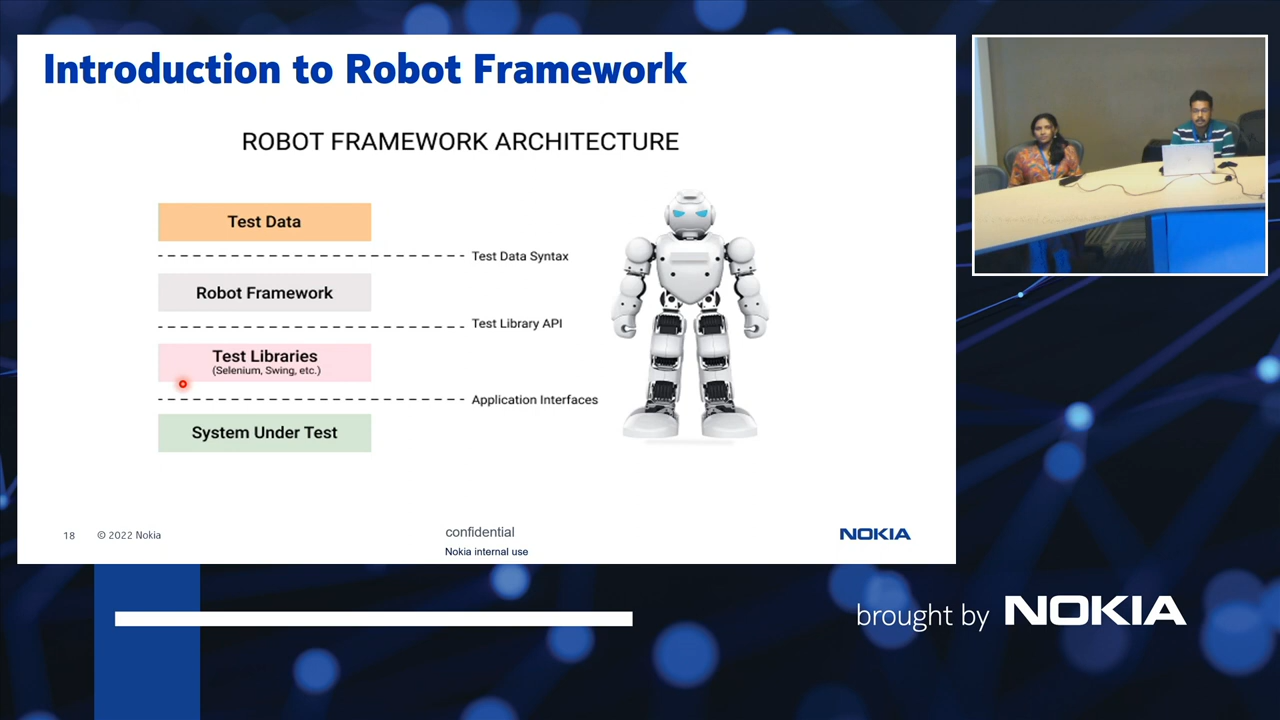 Introduction to Robot Framework
ROBOT FRAMEWORK ARCHITECTURE
Test Data
Test Data Syntax
Robot Framework
Test Library API
Test Libraries
(Selenium, Swing, etc.)
Application Interfaces
System Under Test
18 © 2022 Nokia
confidential
Nokia internal use
NOKIA
brought by NOKIA